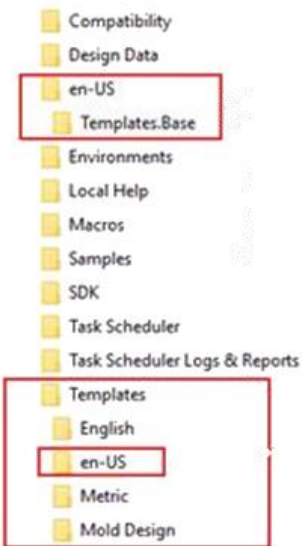 Compatibility
Design Data
en-US
Templates.Base
Environments
Local Help
Macros
Samples
SDK
Task Scheduler
Task Scheduler Logs & Reports
Templates
English
en-US
Metric
Mold Design